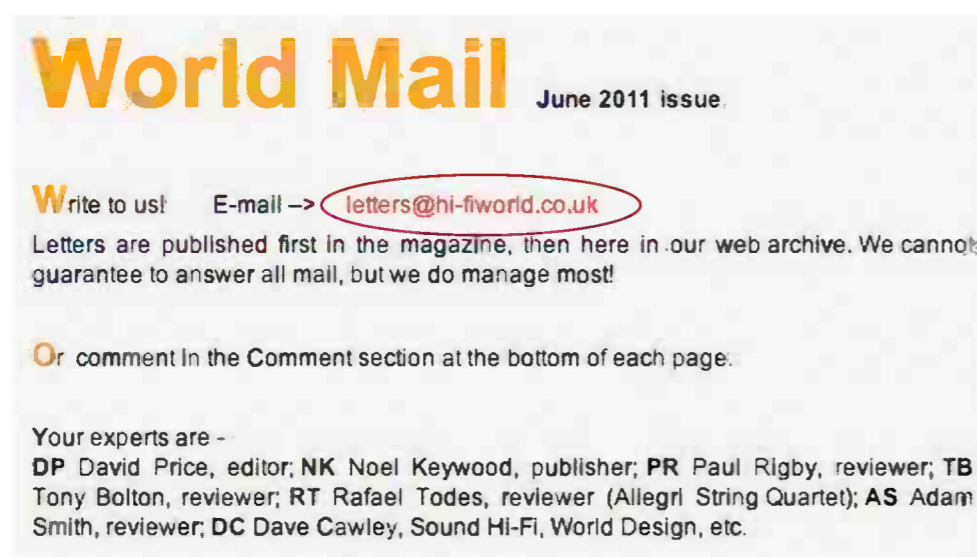 World Mail June 2011 issue
Write to us! E-mail –> letters@hi-fiworld.co.uk
Letters are published first in the magazine, then here in our web archive. We cannot
guarantee to answer all mail, but we do manage most!
Or comment in the Comment section at the bottom of each page.
Your experts are -
DP David Price, editor; NK Noel Keywood, publisher; PR Paul Rigby, reviewer; TB
Tony Bolton, reviewer; RT Rafael Todes, reviewer (Allegri String Quartet); AS Adam
Smith, reviewer; DC Dave Cawley, Sound Hi-Fi, World Design, etc.